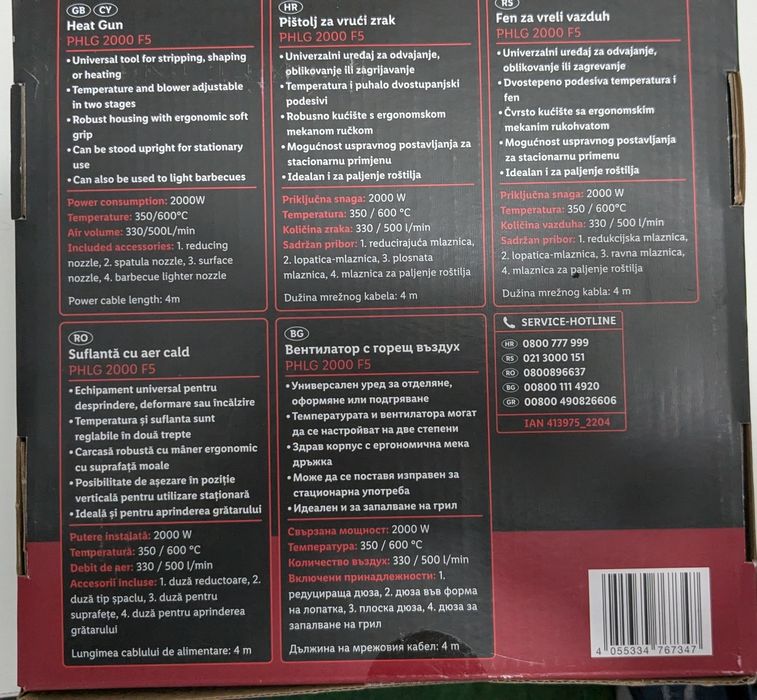 GB CY
Heat Gun
PHLG 2000 F5
• Universal tool for stripping, shaping
or heating
• Temperature and blower adjustable
in two stages
• Robust housing with ergonomic soft
grip
• Can be stood upright for stationary
use
• Can also be used to light barbecues
Power consumption: 2000W
Temperature: 350/600°C
Air volume: 330/500L/min
Included accessories: 1. reducing
nozzle, 2. spatula nozzle, 3. surface
nozzle, 4. barbecue lighter nozzle
Power cable length: 4m
HR
Pištolj za vrući zrak
PHLG 2000 F5
• Univerzalni uređaj za odvajanje,
oblikovanje ili zagrijavanje
• Temperatura i puhalo dvostupanjski
podesivi
• Robusno kućište s ergonomskom
mekanom ručkom
• Mogućnost uspravnog postavljanja za
stacionarnu primjenu
• Idealan i za paljenje roštilja
Priključna snaga: 2000 W
Temperatura: 350 / 600 °C
Količina zraka: 330 / 500 l/min
Sadržan pribor: 1. reducirajuća mlaznica,
2. lopatica-mlaznica, 3. plosnata
mlaznica, 4. mlaznica za paljenje roštilja
Dužina mrežnog kabela: 4 m
RS
Fen za vreli vazduh
PHLG 2000 F5
• Univerzalni uređaj za odvajanje,
oblikovanje ili zagrevanje
• Dvostepeno podesiva temperatura i
fen
• Čvrsto kućište sa ergonomskim
mekanim rukohvatom
• Mogućnost uspravnog postavljanja
za stacionarnu primenu
• Idealan i za paljenje roštilja
Priključna snaga: 2000 W
Temperatura: 350 / 600°C
Količina vazduha: 330 / 500 l/min
Sadržan pribor: 1. redukcijska mlaznica,
2. lopatica-mlaznica, 3. ravna mlaznica,
4. mlaznica za paljenje roštilja
Dužina mrežnog kabla: 4 m
RO
Suflantă cu aer cald
PHLG 2000 F5
• Echipament universal pentru
desprindere, deformare sau încălzire
• Temperatura și suflanta sunt
reglabile în două trepte
• Carcasă robustă cu mâner ergonomic
cu suprafață moale
• Posibilitate de așezare în poziție
verticală pentru utilizare staționară
• Ideală și pentru aprinderea grătarului
Putere instalată: 2000 W
Temperatură: 350 / 600 °C
Debit de aer: 330 / 500 l/min
Accesorii incluse: 1. duză reductoare, 2.
duză tip șpaclu, 3. duză pentru
suprafețe, 4. duză pentru aprinderea
grătarului
Lungimea cablului de alimentare: 4 m
BG
Вентилатор с горещ въздух
PHLG 2000 F5
• Универсален уред за отделяне,
оформяне или подгряване
• Температурата и вентилатора могат
да се настройват на две степени
• Здрав корпус с ергономична мека
дръжка
• Може да се поставя изправен за
стационарна употреба
• Идеален и за запалване на грил
Свързана мощност: 2000 W
Температура: 350 / 600 °C
Количество въздух: 330 / 500 l/min
Включени принадлежности: 1.
редуцираща дюза, 2. дюза във форма
на лопатка, 3. плоска дюза, 4. дюза за
запалване на грил
Дължина на мрежовия кабел: 4 м
SERVICE-HOTLINE
HR 0800 777 999
RS 021 3000 151
RO 0800896637
BG 00800 111 4920
GR 00800 490826606
IAN 413975_2204
4 055334 767347